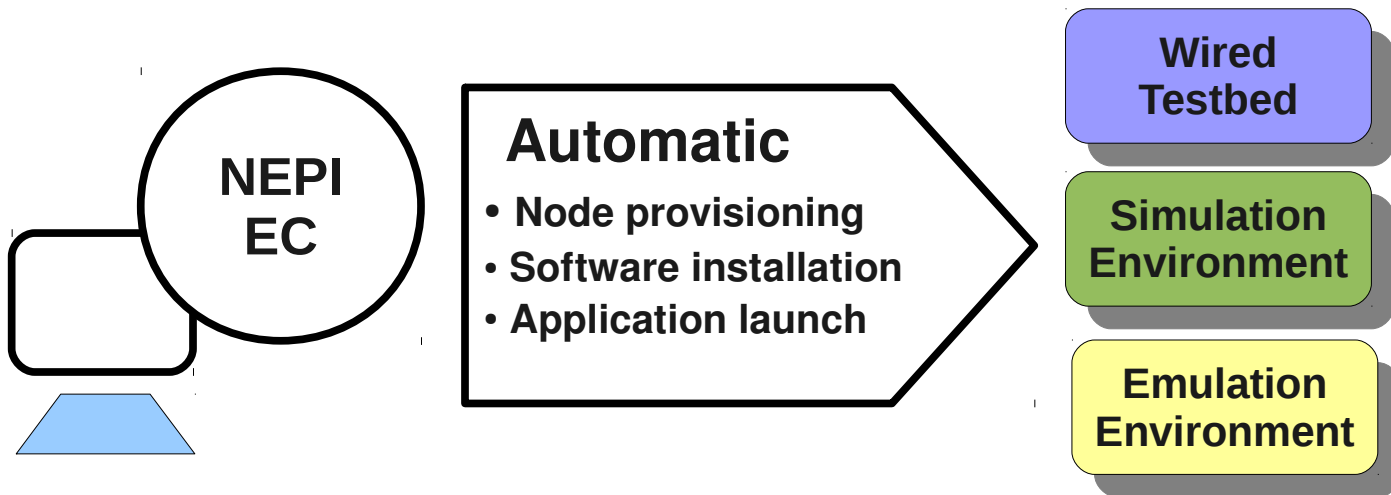 NEPI
EC
Automatic
• Node provisioning
• Software installation
• Application launch
Wired
Testbed
Simulation
Environment
Emulation
Environment